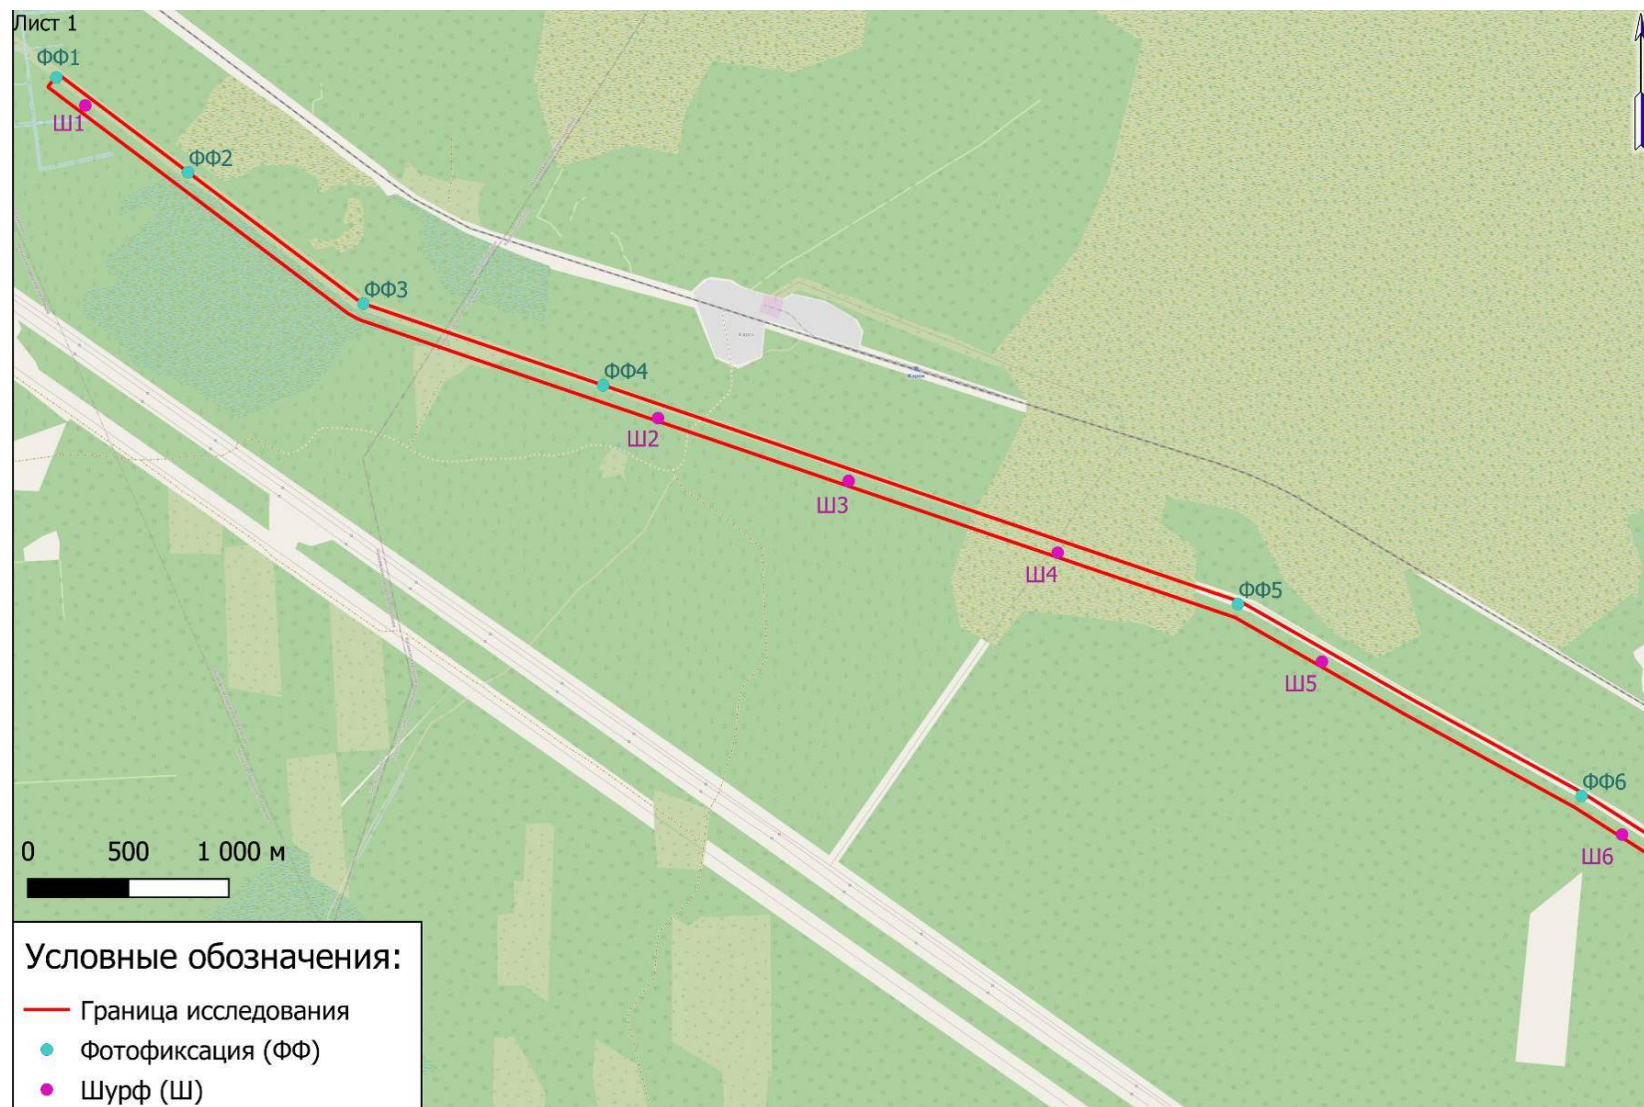 Лист 1
ФФ1
Ш1
ФФ2
ФФ3
ФФ4
Ш2
Ш3
Ш4
ФФ5
Ш5
ФФ6
Ш6
0 500 1 000 м
Условные обозначения:
Граница исследования
Фотофиксация (ФФ)
Шурф (Ш)